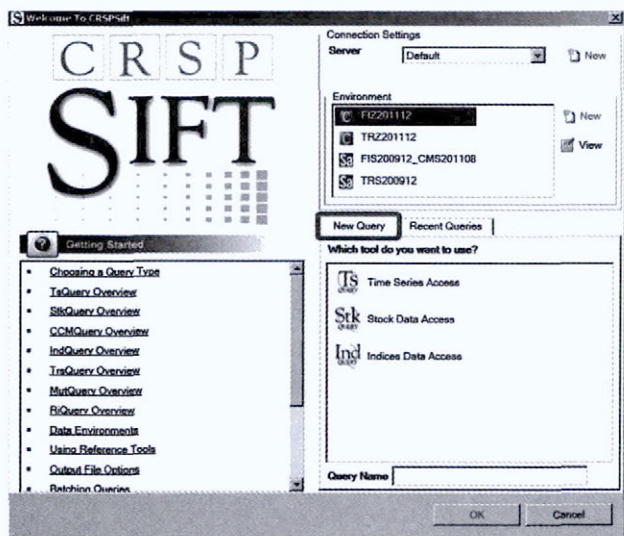 Welcome To CRSPSift
CRSP
SIFT
Getting Started
Choosing a Query Type
TsQuery Overview
StkQuery Overview
CCMQuery Overview
IndQuery Overview
TrsQuery Overview
MutQuery Overview
RiQuery Overview
Data Environments
Using Reference Tools
Output File Options
Batching Queries
Connection Settings
Server Default New
Environment
FIZ201112
TRZ201112
FIS200912_CMS201108
TRS200912
New
View
New Query Recent Queries
Which tool do you want to use?
Ts QUERY Time Series Access
Stk QUERY Stock Data Access
Ind QUERY Indices Data Access
Query Name
OK Cancel